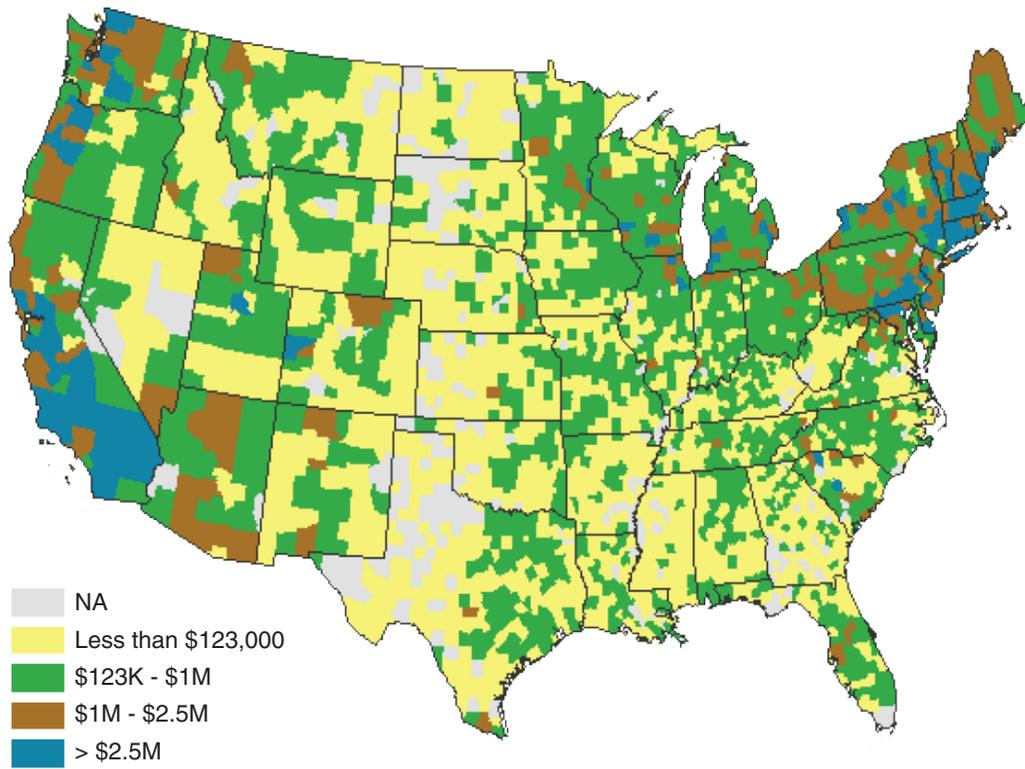 NA
Less than $123,000
$123K - $1M
$1M - $2.5M
> $2.5M